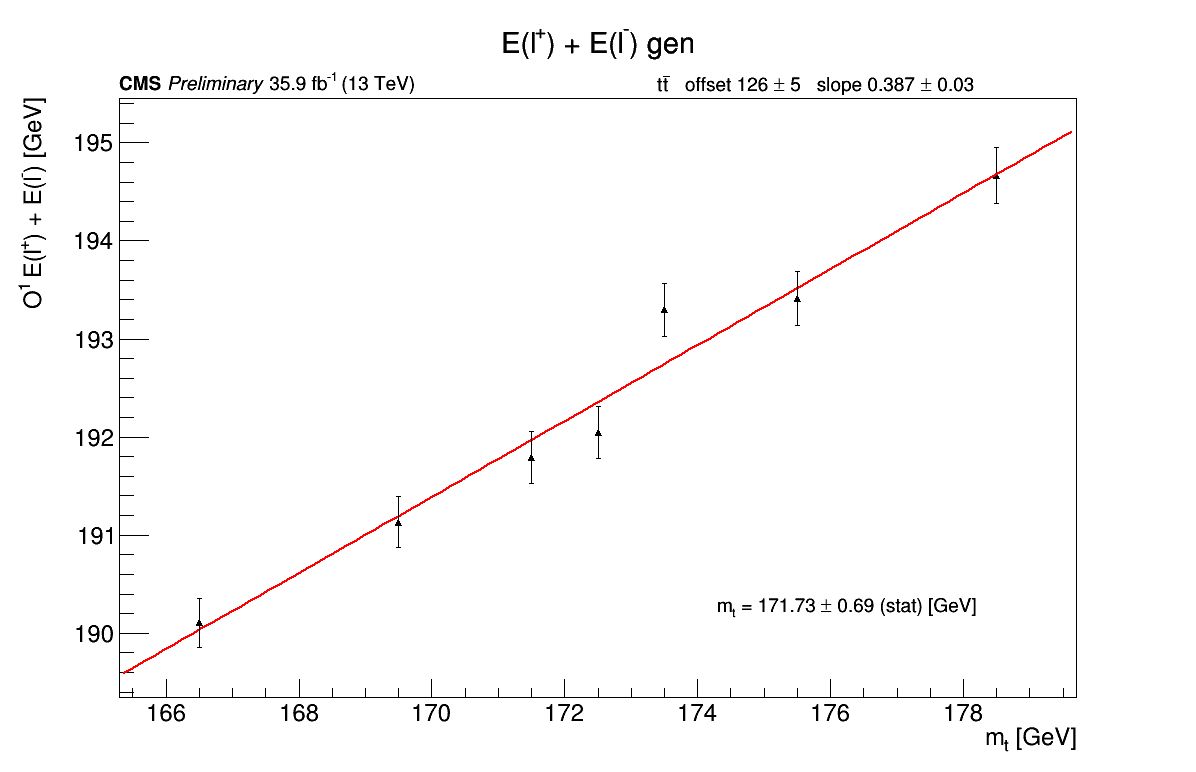 E(l⁺) + E(l⁻) gen
CMS Preliminary 35.9 fb⁻¹ (13 TeV)
tt̄ offset 126 ± 5 slope 0.387 ± 0.03
O¹ E(l⁺) + E(l⁻) [GeV]
195
194
193
192
191
190
mₜ = 171.73 ± 0.69 (stat) [GeV]
166 168 170 172 174 176 178
mₜ [GeV]